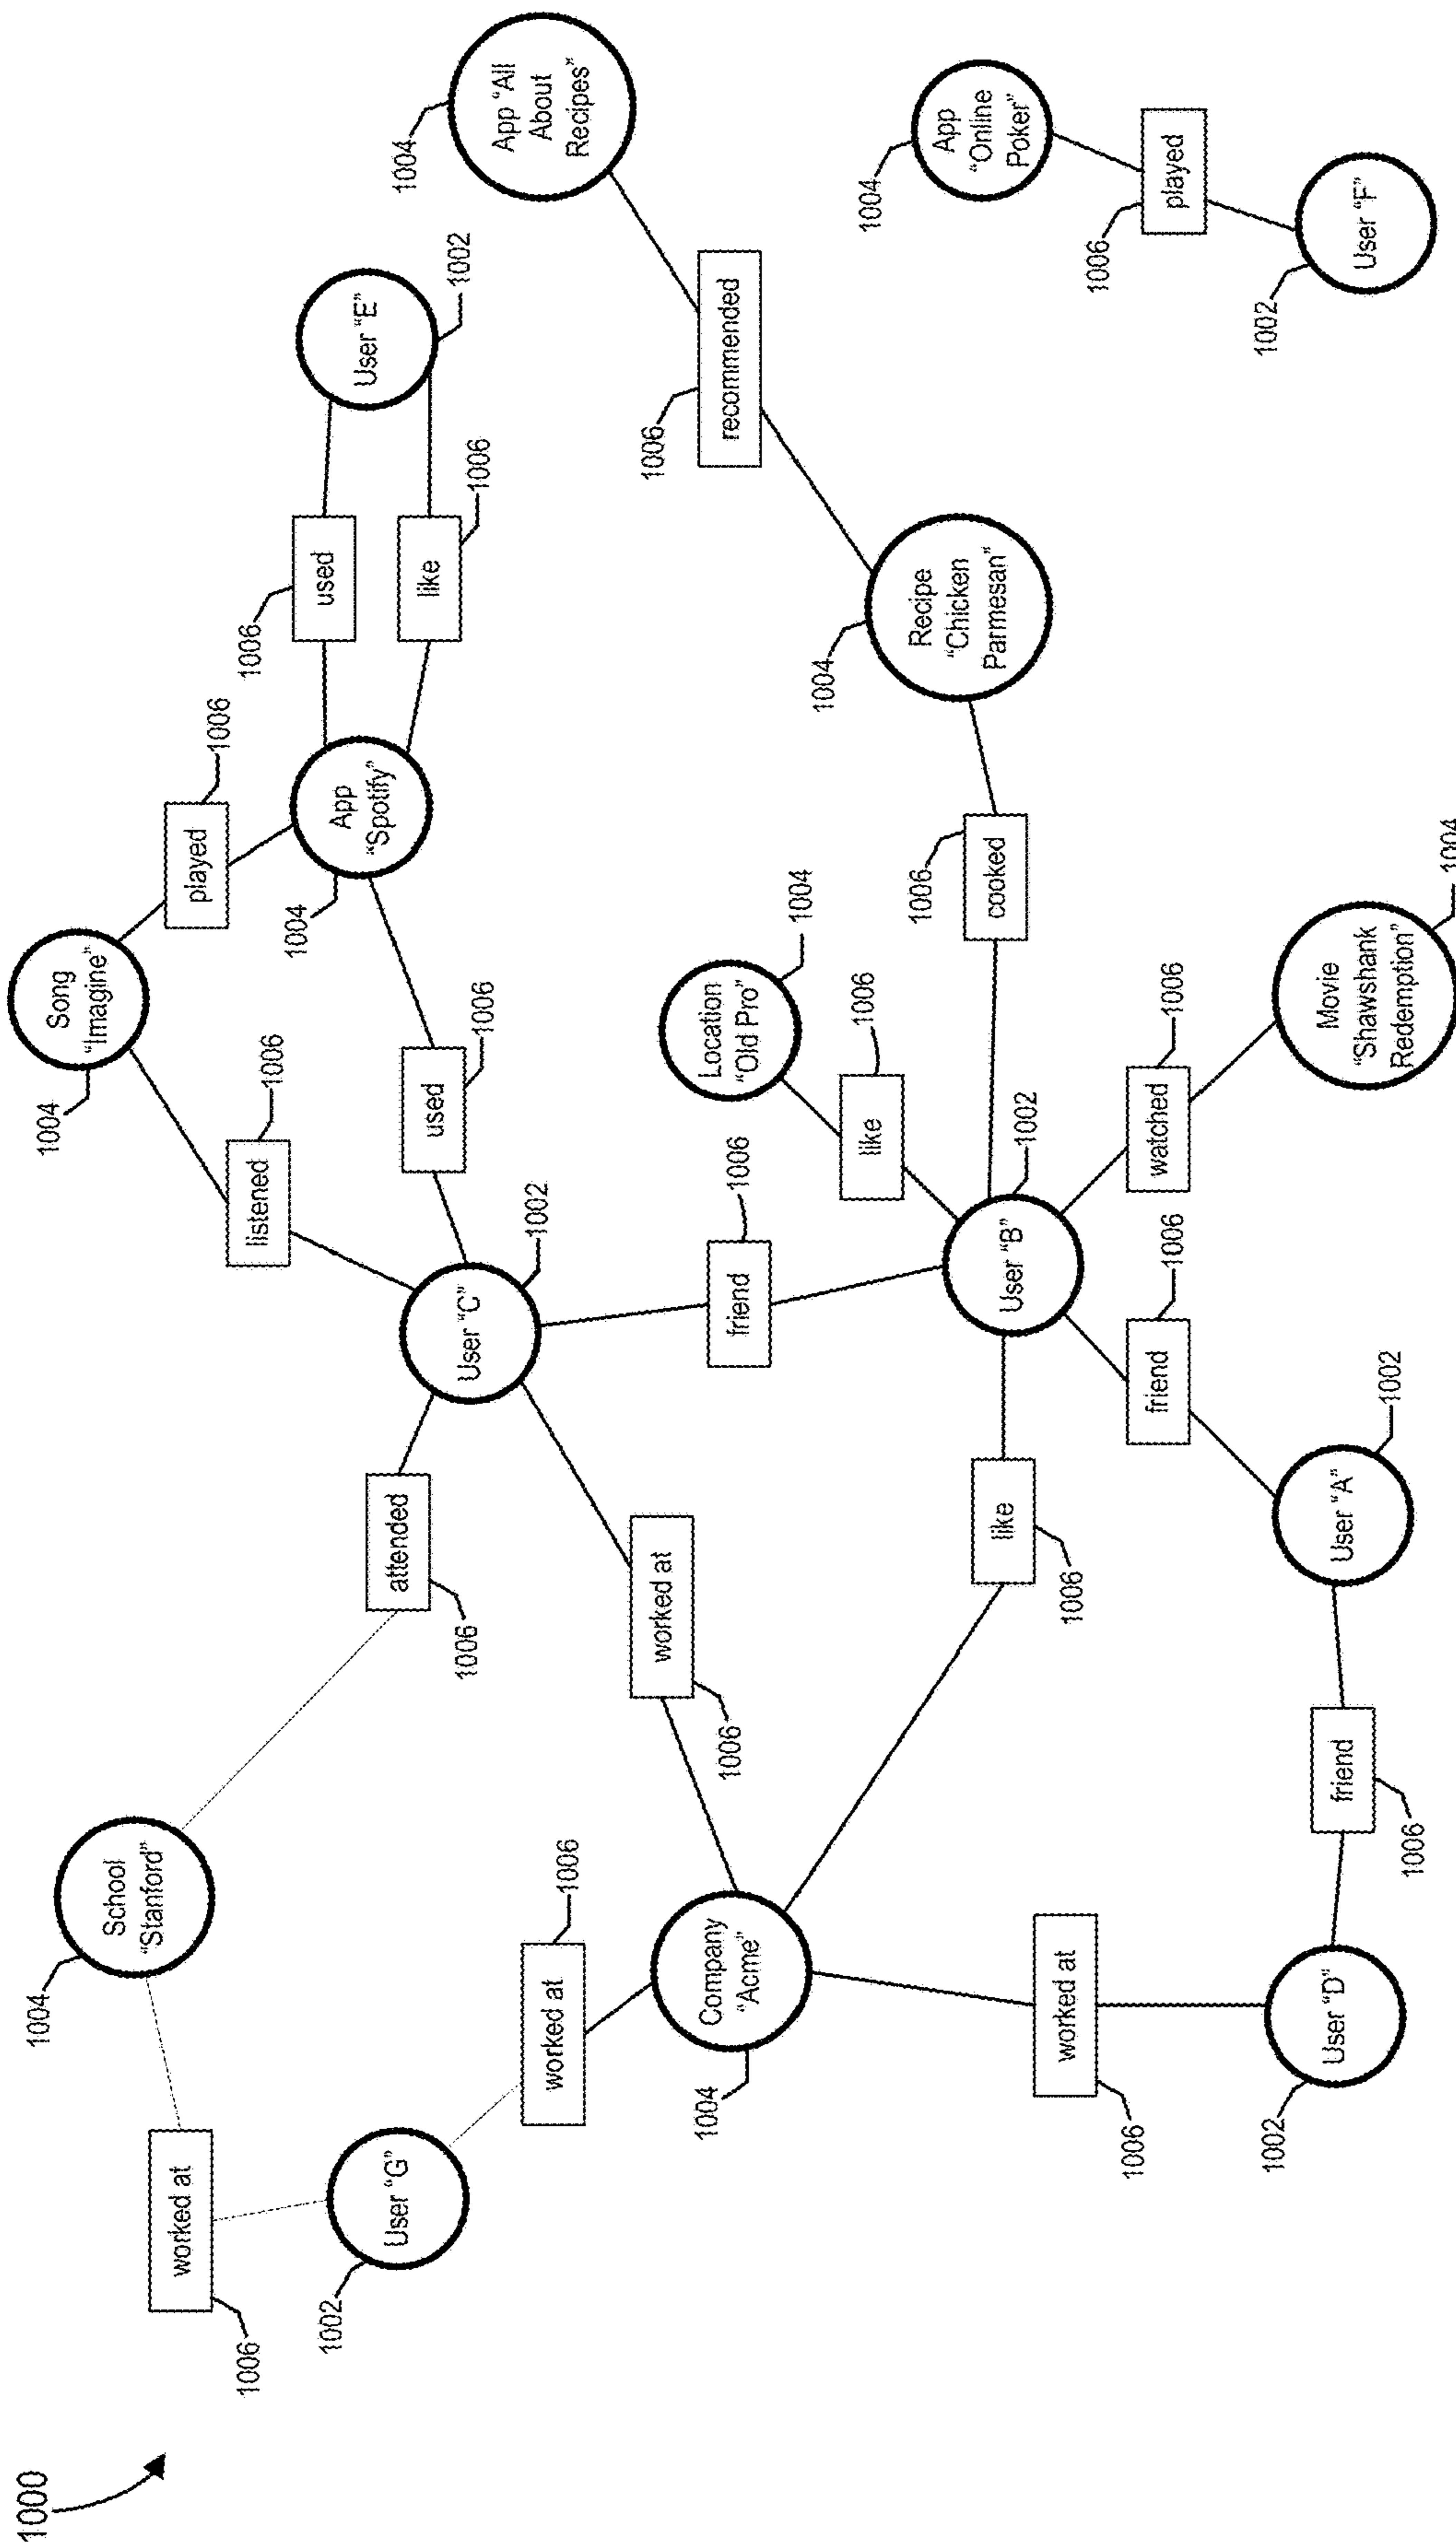 1000
1004
School
“Stanford”
1004
Song
“Imagine”
worked at
1006
played
1006
listened
1006
1002
User “G”
attended
1006
1004
App
“Spotify”
1006
used
User “E”
1002
like
1006
User “C”
1002
used
1006
1004
App “All
About
Recipes”
worked at
1006
worked at
1006
1004
Company
“Acme”
friend
1006
Location
“Old Pro”
1004
1006
recommended
like
1006
1004
Recipe
“Chicken
Parmesan”
1006
cooked
like
1006
User “B”
1002
1004
App
“Online
Poker”
worked at
1006
friend
1006
watched
1006
1006
played
1002
User “D”
friend
1006
User “A”
1002
Movie
“Shawshank
Redemption”
1004
1002
User “F”